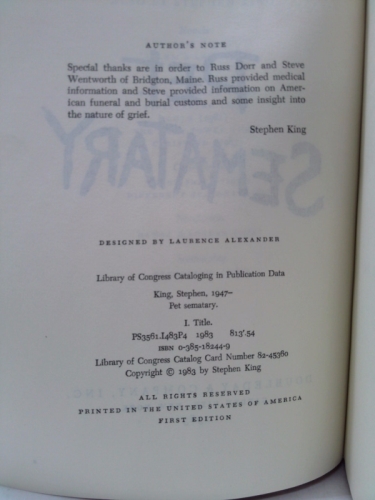 AUTHOR'S NOTE
Special thanks are in order to Russ Dorr and Steve
Wentworth of Bridgton, Maine. Russ provided medical
information and Steve provided information on Amer-
ican funeral and burial customs and some insight into
the nature of grief.
Stephen King
SEMATARY
DESIGNED BY LAURENCE ALEXANDER
Library of Congress Cataloging in Publication Data
King, Stephen, 1947–
Pet sematary.
I. Title.
PS3561.I483P4 1983 813'.54
ISBN 0-385-18244-9
Library of Congress Catalog Card Number 82-45360
Copyright © 1983 by Stephen King
ALL RIGHTS RESERVED
PRINTED IN THE UNITED STATES OF AMERICA
FIRST EDITION